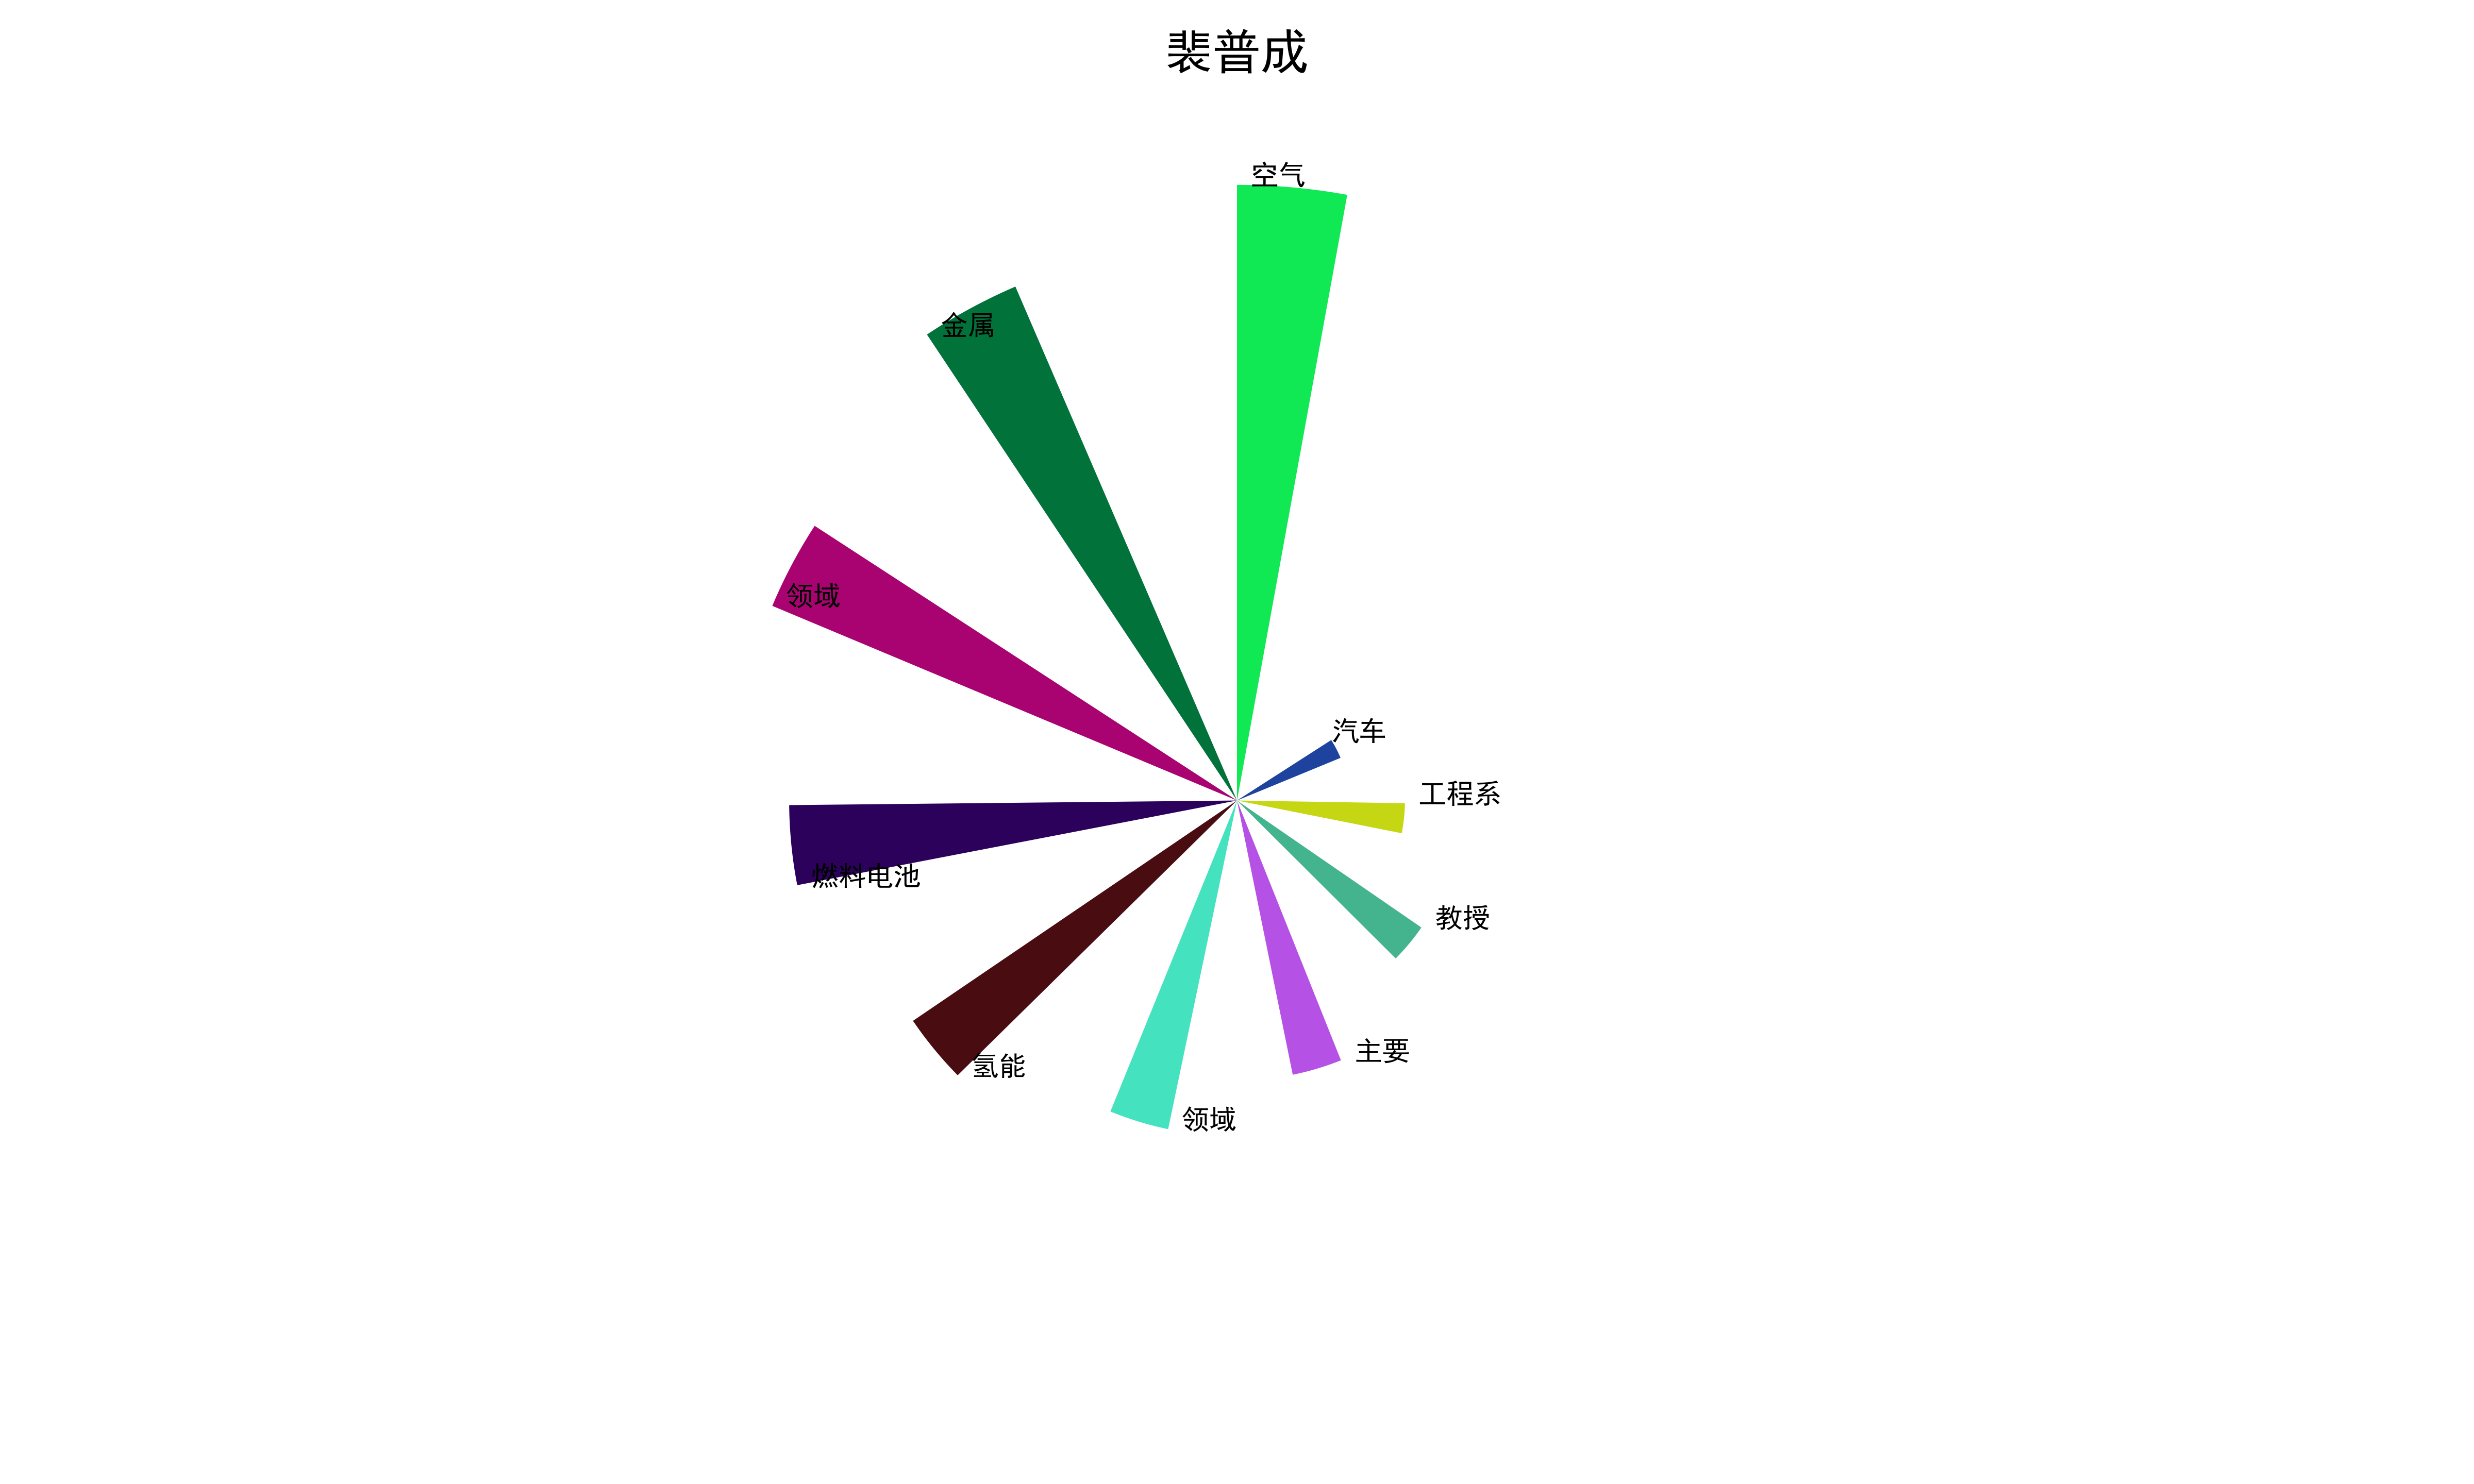 裴普成
空气
金属
领域
汽车
工程系
燃料电池
教授
主要
氢能
领域